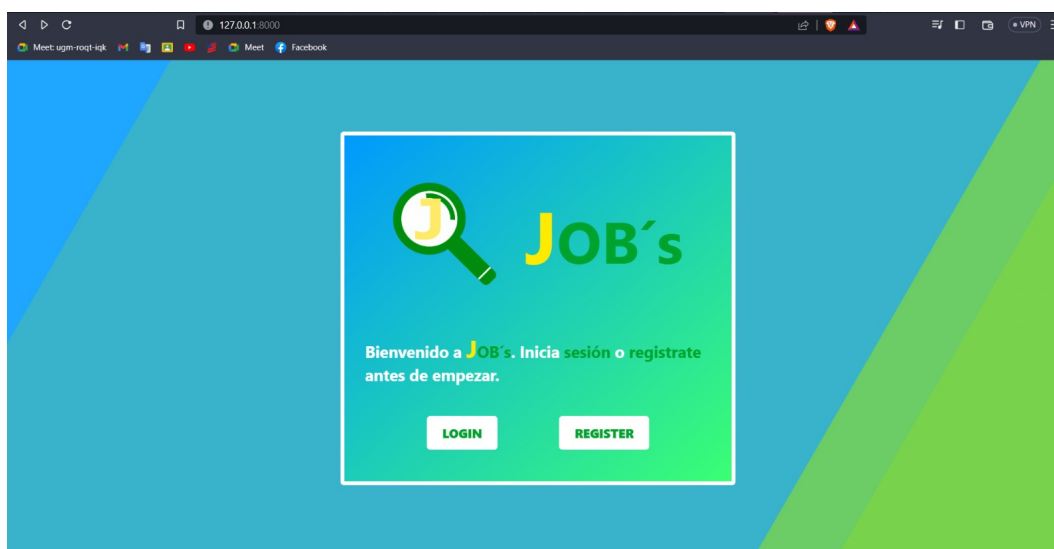 127.0.0.1:8000
VPN
Meet: ugm-roqt-iqk Meet Facebook
J JOB´s
Bienvenido a JOB´s. Inicia sesión o registrate
antes de empezar.
LOGIN REGISTER